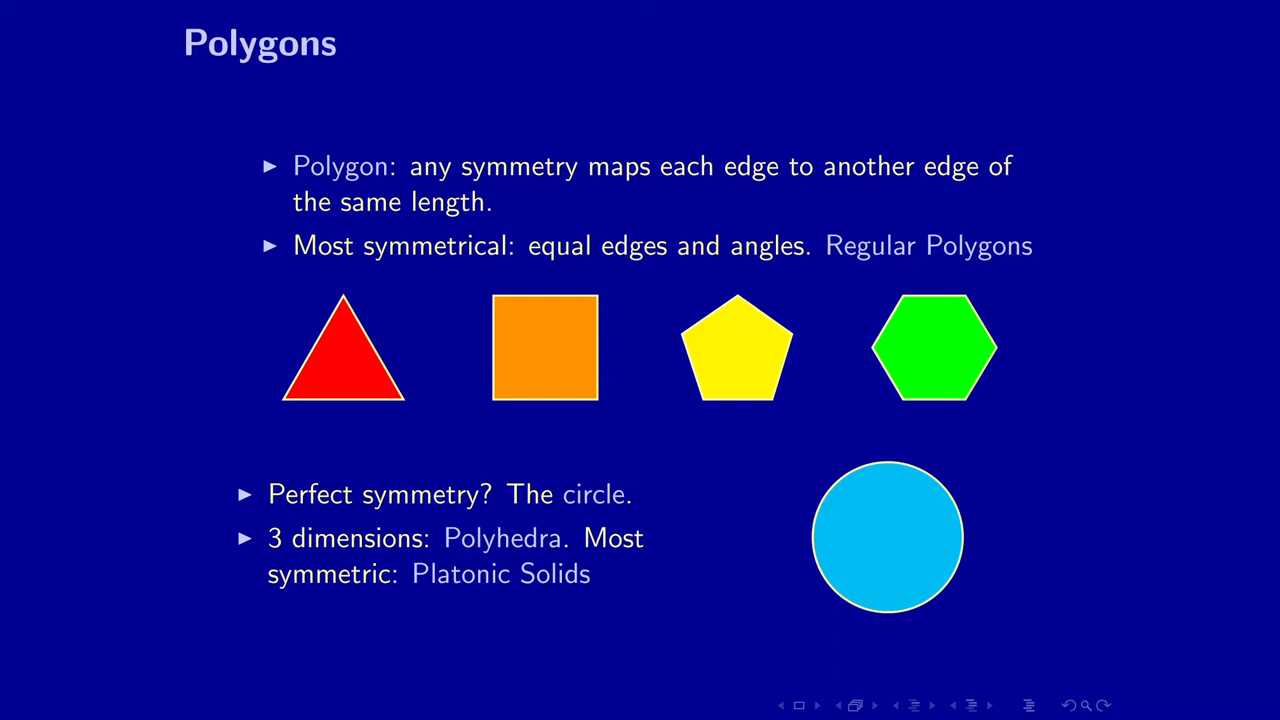 Polygons
Polygon: any symmetry maps each edge to another edge of
the same length.
Most symmetrical: equal edges and angles. Regular Polygons
Perfect symmetry? The circle.
3 dimensions: Polyhedra. Most
symmetric: Platonic Solids